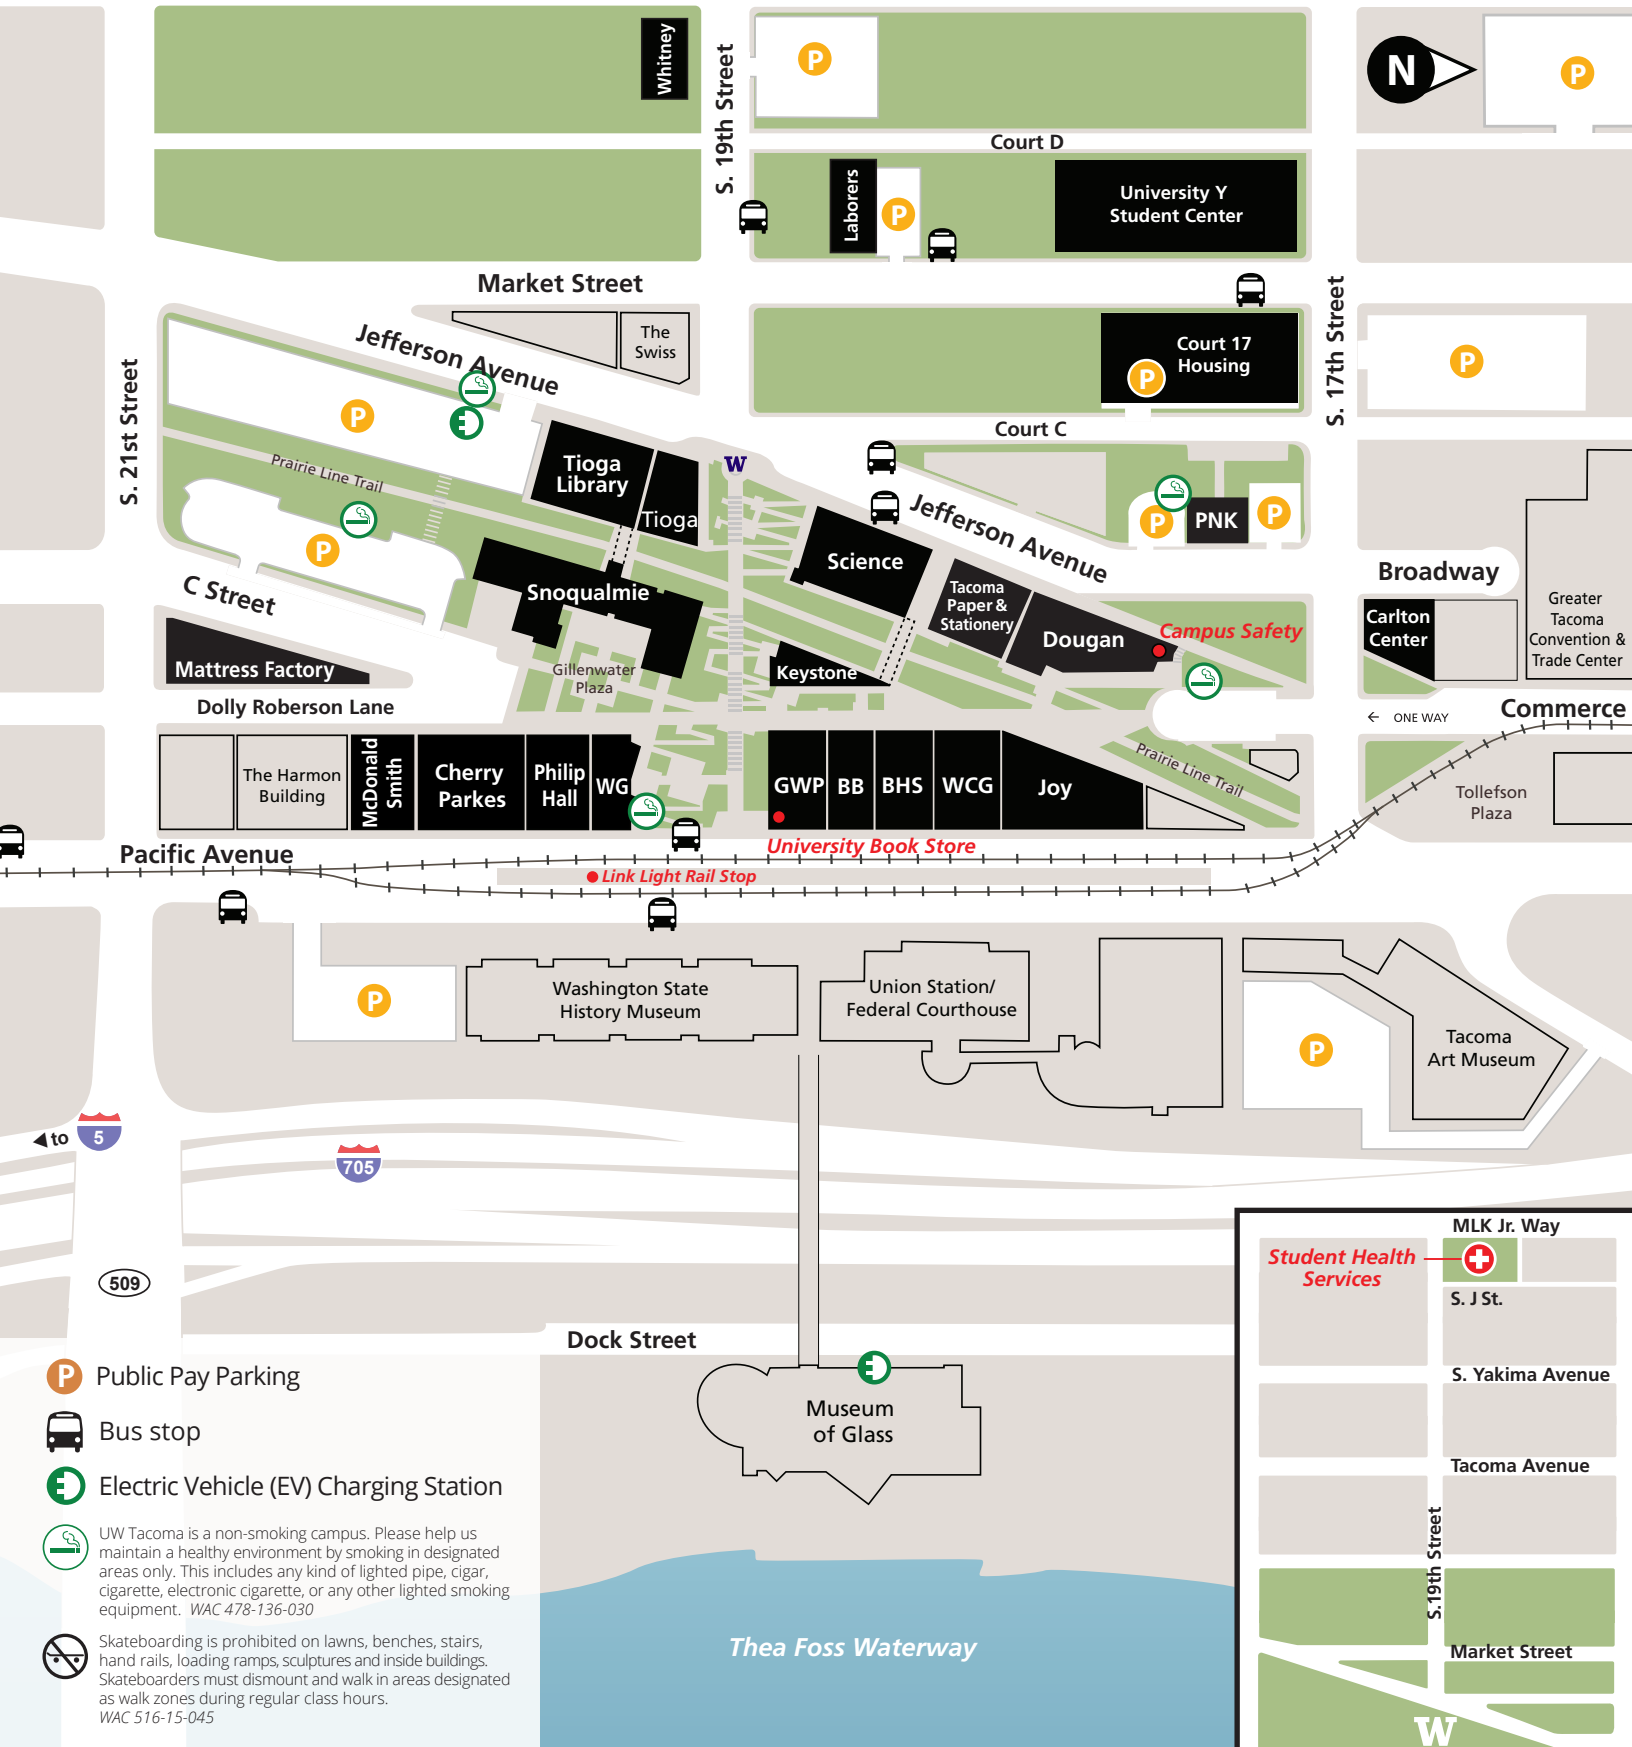 Whitney
S. 19th Street
P
N
P
Court D
Laborers
P
University Y
Student Center
Market Street
The
Swiss
Jefferson Avenue
Court 17
Housing
P
S. 17th Street
P
S. 21st Street
P
Prairie Line Trail
Tioga
Library
Tioga
W
Court C
Jefferson Avenue
P
PNK
P
P
C Street
Snoqualmie
Science
Tacoma
Paper &
Stationery
Dougan
Campus Safety
Broadway
Carlton
Center
Greater
Tacoma
Convention &
Trade Center
Mattress Factory
Gillenwater
Plaza
Keystone
Dolly Roberson Lane
ONE WAY
Commerce
The Harmon
Building
McDonald
Smith
Cherry
Parkes
Philip
Hall
WG
GWP
BB
BHS
WCG
Joy
Prairie Line Trail
Tollefson
Plaza
Pacific Avenue
University Book Store
Link Light Rail Stop
P
Washington State
History Museum
Union Station/
Federal Courthouse
P
Tacoma
Art Museum
to
5
705
509
Dock Street
Museum
of Glass
Thea Foss Waterway
P Public Pay Parking
Bus stop
Electric Vehicle (EV) Charging Station
UW Tacoma is a non-smoking campus. Please help us
maintain a healthy environment by smoking in designated
areas only. This includes any kind of lighted pipe, cigar,
cigarette, electronic cigarette, or any other lighted smoking
equipment. WAC 478-136-030
Skateboarding is prohibited on lawns, benches, stairs,
hand rails, loading ramps, sculptures and inside buildings.
Skateboarders must dismount and walk in areas designated
as walk zones during regular class hours.
WAC 516-15-045
MLK Jr. Way
Student Health
Services
S. J St.
S. Yakima Avenue
Tacoma Avenue
S.19th Street
Market Street
W